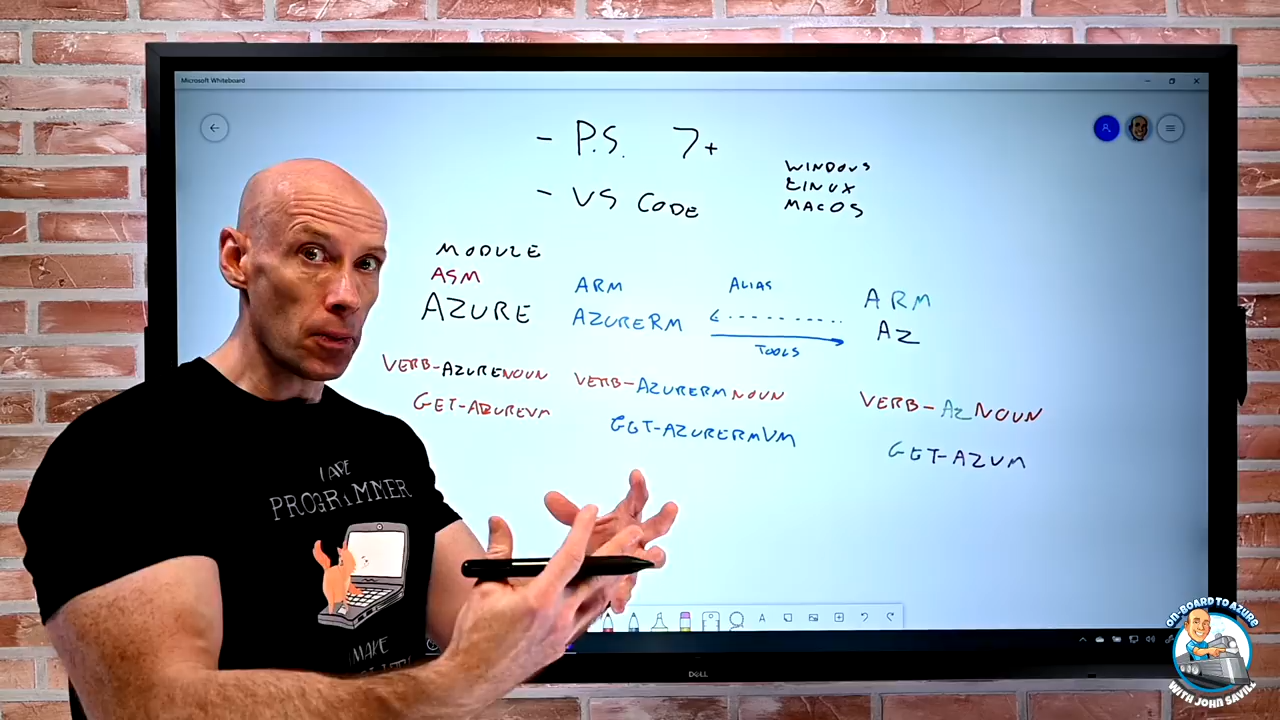 Microsoft Whiteboard
- P.S. 7+
- VS CODE
WINDOWS
LINUX
MACOS
MODULE
ASM
AZURE
ARM
AZURERM
ALIAS
TOOLS
ARM
AZ
VERB-AZURENOUN
GET-AZUREVM
VERB-AZURERMNOUN
GET-AZURERMVM
VERB-AZNOUN
GET-AZVM
I ARE
PROGRAMMER
I MAKE
A
DELL
ON-BOARD TO AZURE
WITH JOHN SAVILL